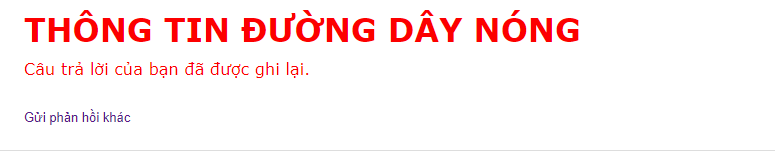 THÔNG TIN ĐƯỜNG DÂY NÓNG
Câu trả lời của bạn đã được ghi lại.
Gửi phản hồi khác